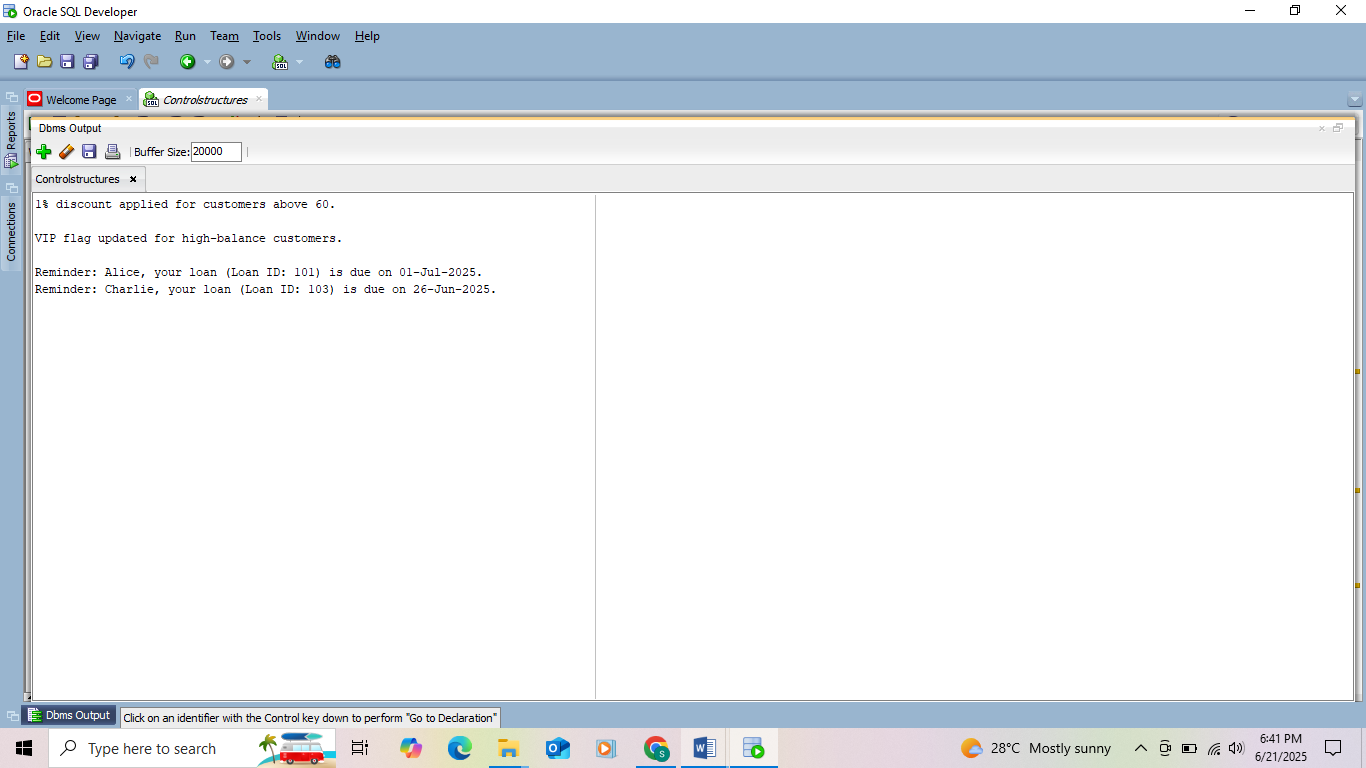 Oracle SQL Developer
File Edit View Navigate Run Team Tools Window Help
Welcome Page Controlstructures
Reports
Connections
Dbms Output
Buffer Size: 20000
Controlstructures
1% discount applied for customers above 60.
VIP flag updated for high-balance customers.
Reminder: Alice, your loan (Loan ID: 101) is due on 01-Jul-2025.
Reminder: Charlie, your loan (Loan ID: 103) is due on 26-Jun-2025.
Dbms Output Click on an identifier with the Control key down to perform "Go to Declaration"
Type here to search
28°C Mostly sunny
6:41 PM
6/21/2025